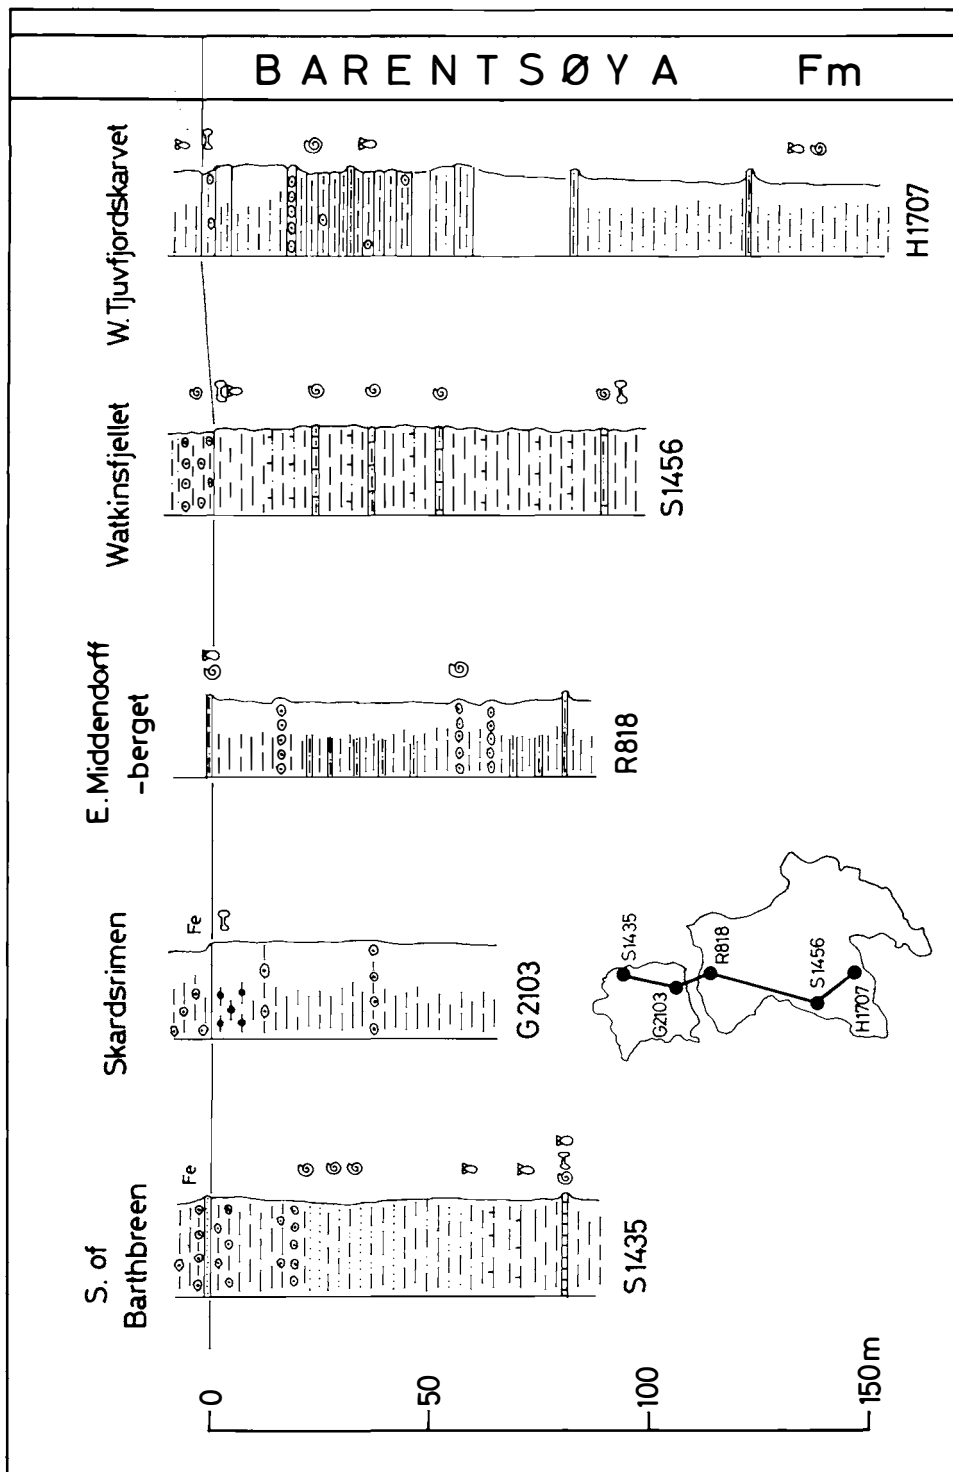 BARENTSØYA Fm
W. Tjuvfjordskarvet
H1707
Watkinsfjellet
S1456
E. Middendorff
-berget
R818
Skardsrimen
Fe
G2103
S. of
Barthbreen
Fe
S1435
S1435
G2103
R818
S1456
H1707
0
50
100
150m